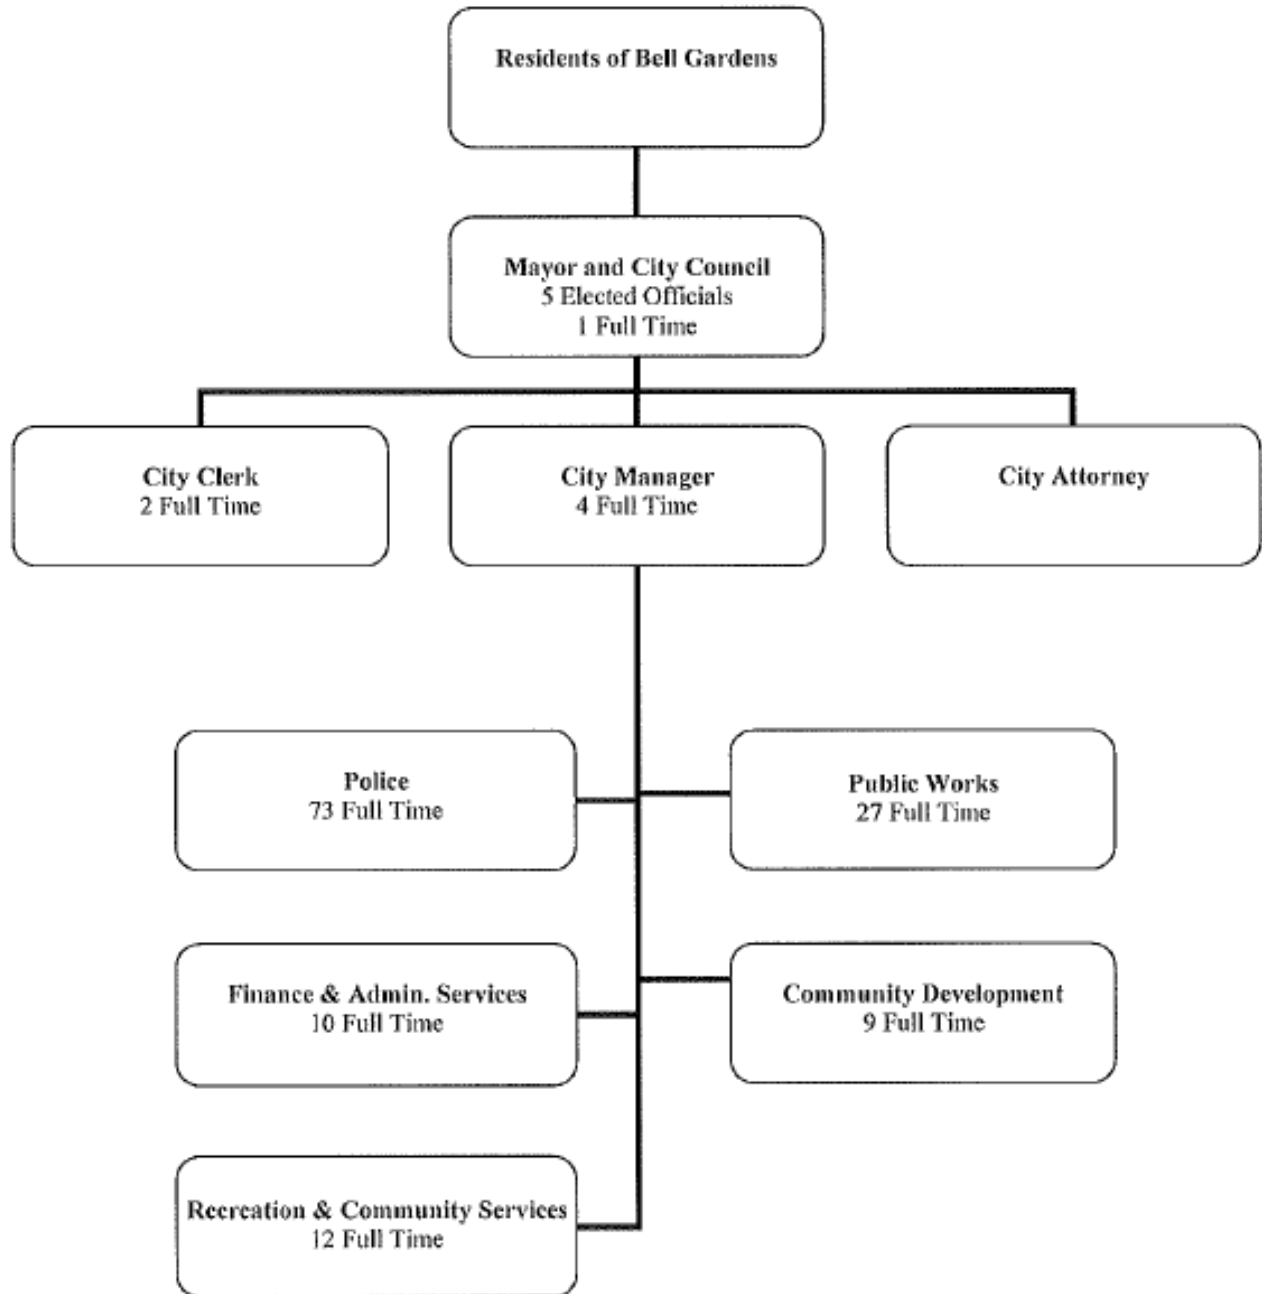 Residents of Bell Gardens
Mayor and City Council
5 Elected Officials
1 Full Time
City Clerk
2 Full Time
City Manager
4 Full Time
City Attorney
Police
73 Full Time
Public Works
27 Full Time
Finance & Admin. Services
10 Full Time
Community Development
9 Full Time
Recreation & Community Services
12 Full Time